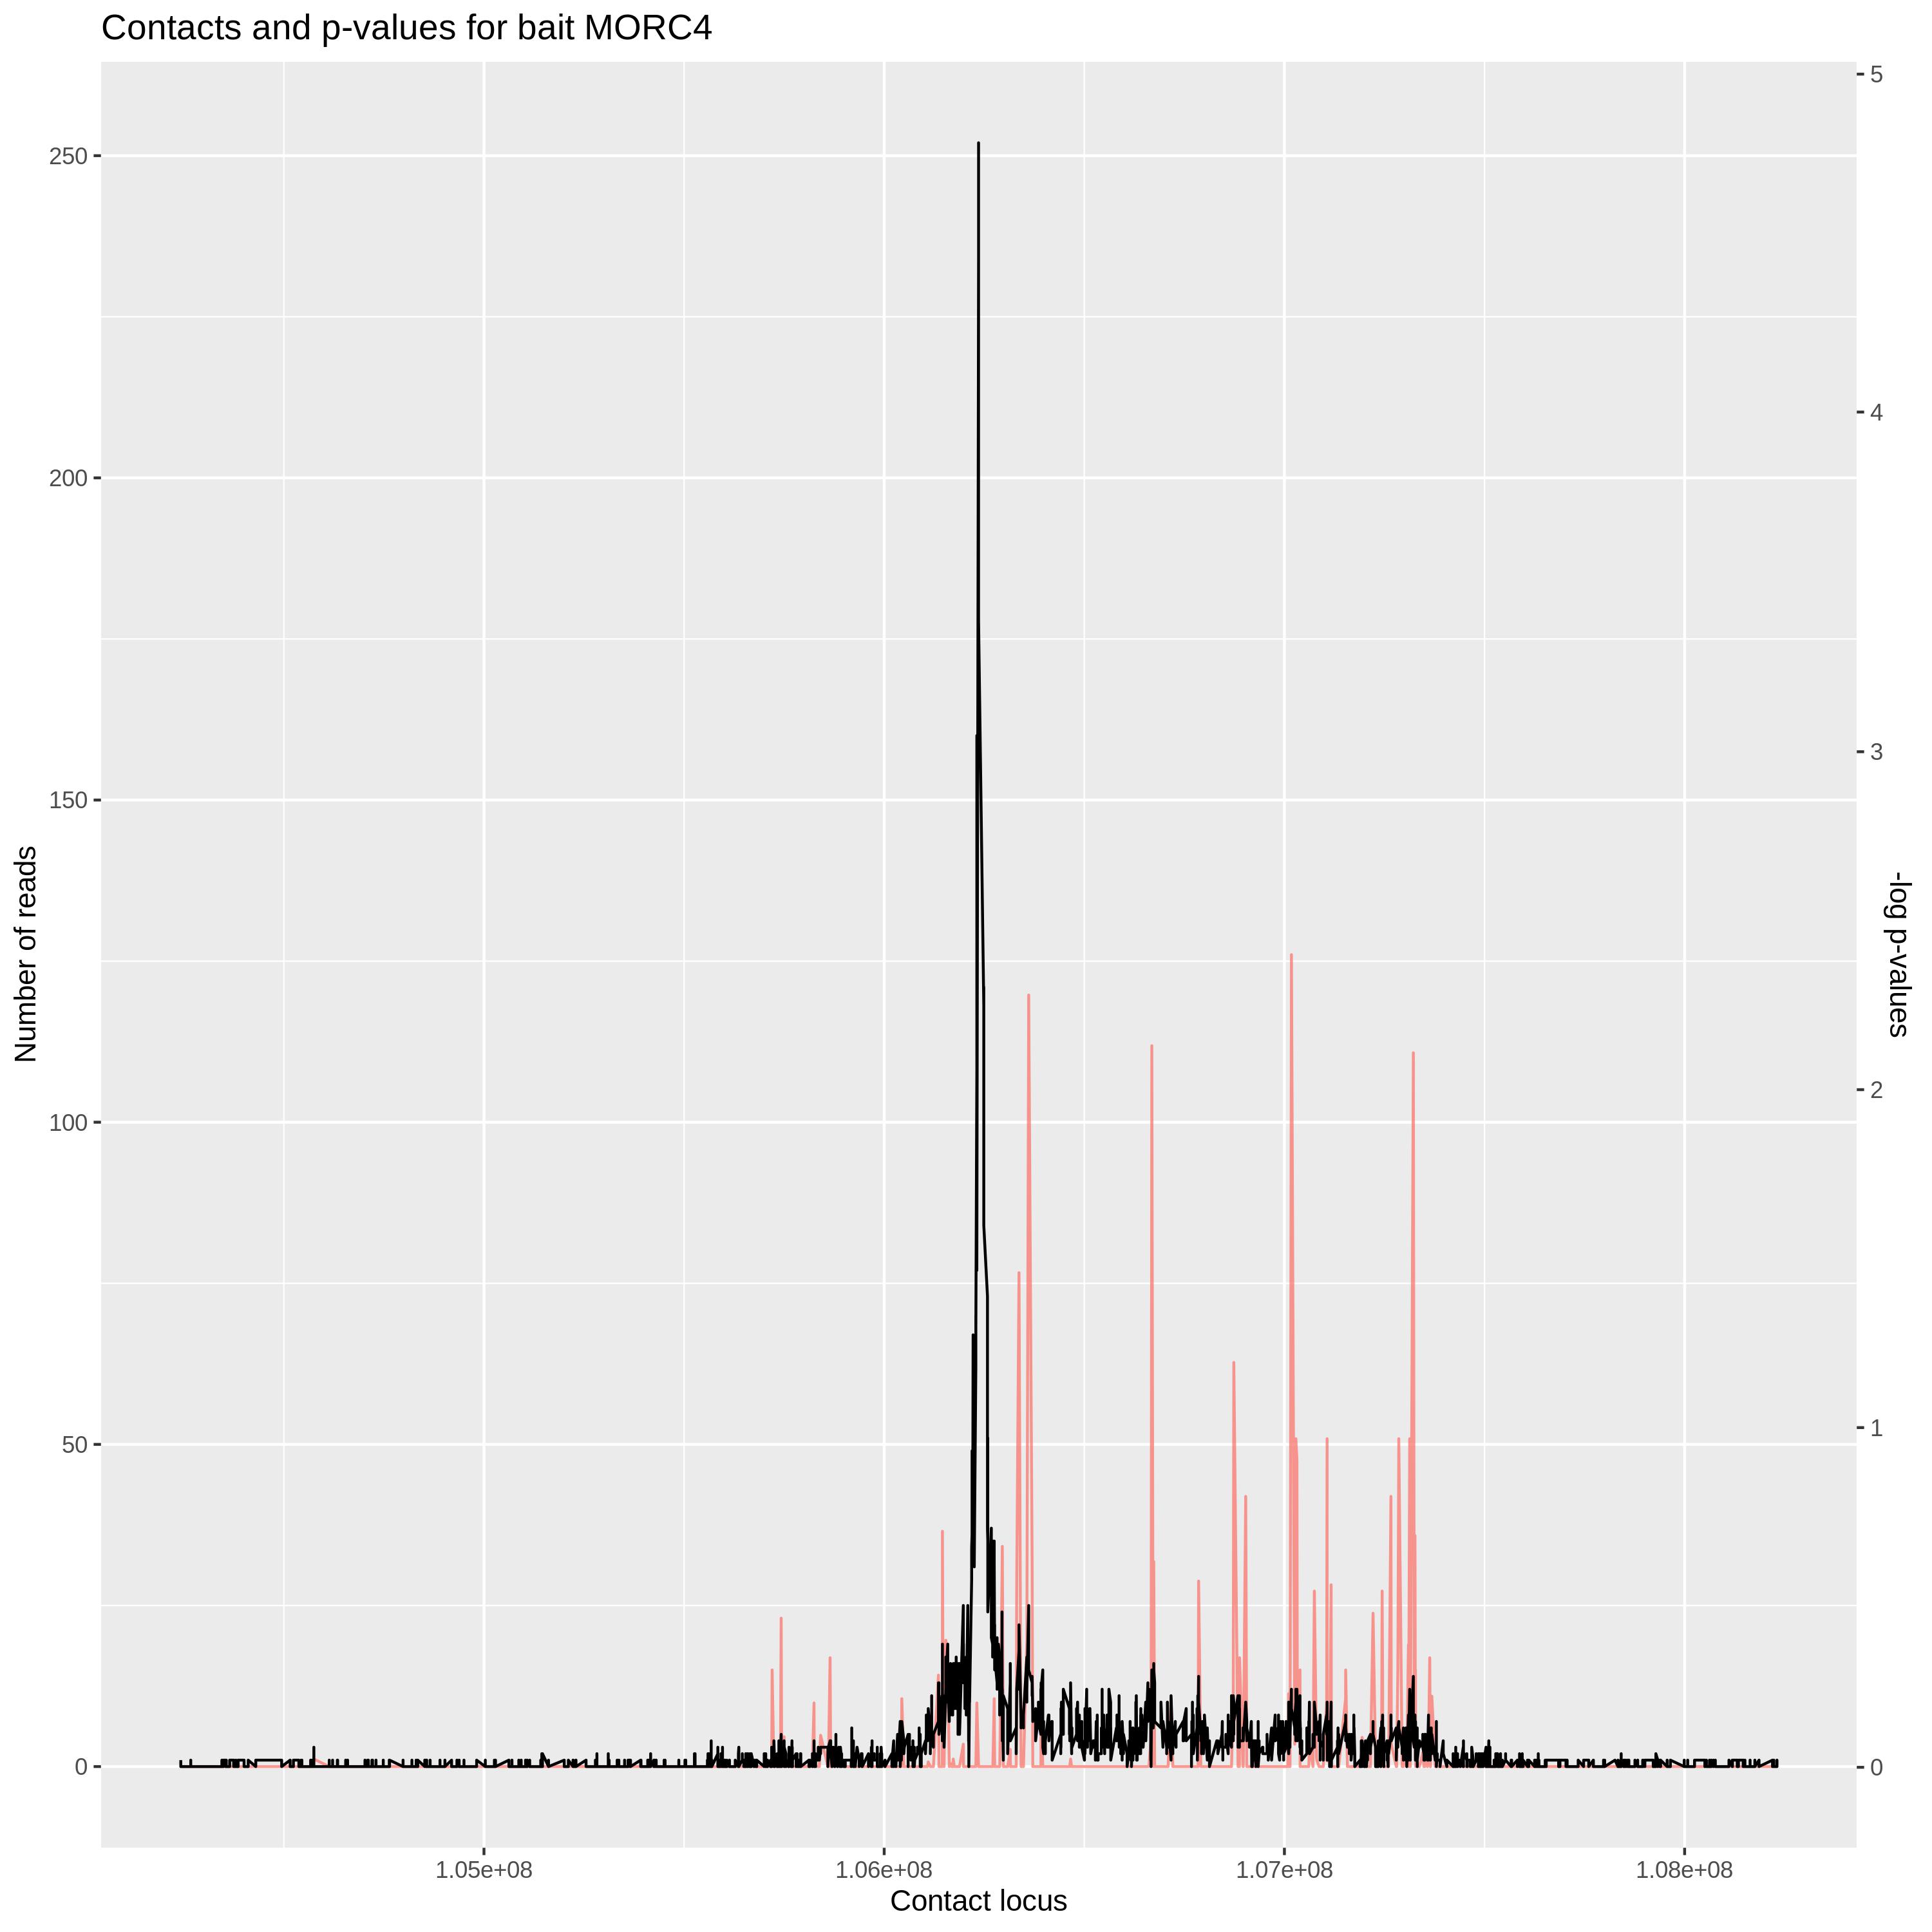 Contacts and p-values for bait MORC4
5
250
4
200
3
150
Number of reads
-log p-values
2
100
1
50
0
0
1.05e+08 1.06e+08 1.07e+08 1.08e+08
Contact locus